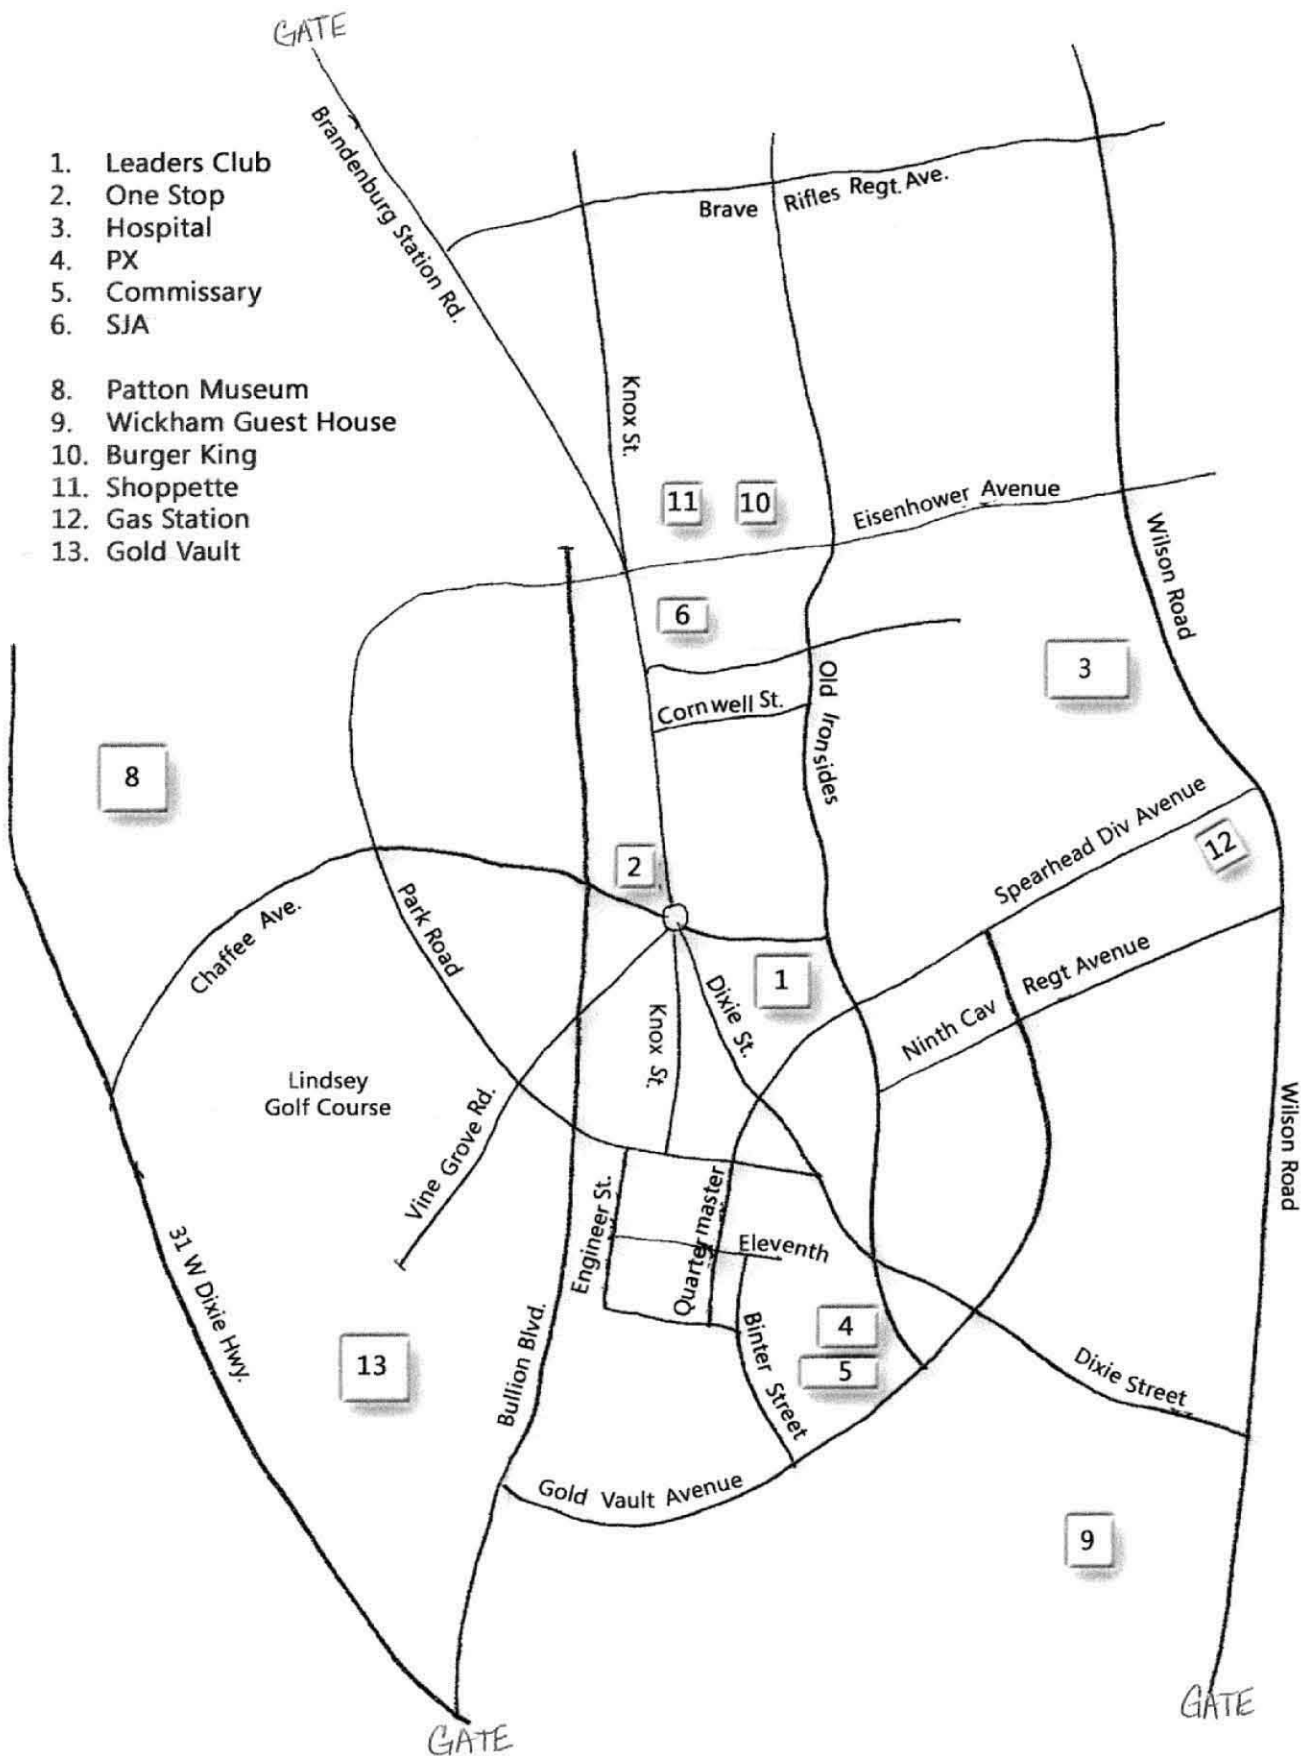 GATE
1. Leaders Club
2. One Stop
3. Hospital
4. PX
5. Commissary
6. SJA
8. Patton Museum
9. Wickham Guest House
10. Burger King
11. Shoppette
12. Gas Station
13. Gold Vault
Brandenburg Station Rd.
Brave Rifles Regt. Ave.
Knox St.
11
10
Eisenhower Avenue
Wilson Road
6
3
Cornwell St.
Old Ironsides
8
2
Spearhead Div Avenue
12
Chaffee Ave.
Park Road
1
Dixie St.
Knox St.
Ninth Cav Regt Avenue
Lindsey
Golf Course
Vine Grove Rd.
Wilson Road
Engineer St.
Quartermaster
Eleventh
31 W Dixie Hwy.
13
Bullion Blvd.
Binter Street
4
5
Dixie Street
Gold Vault Avenue
9
GATE
GATE